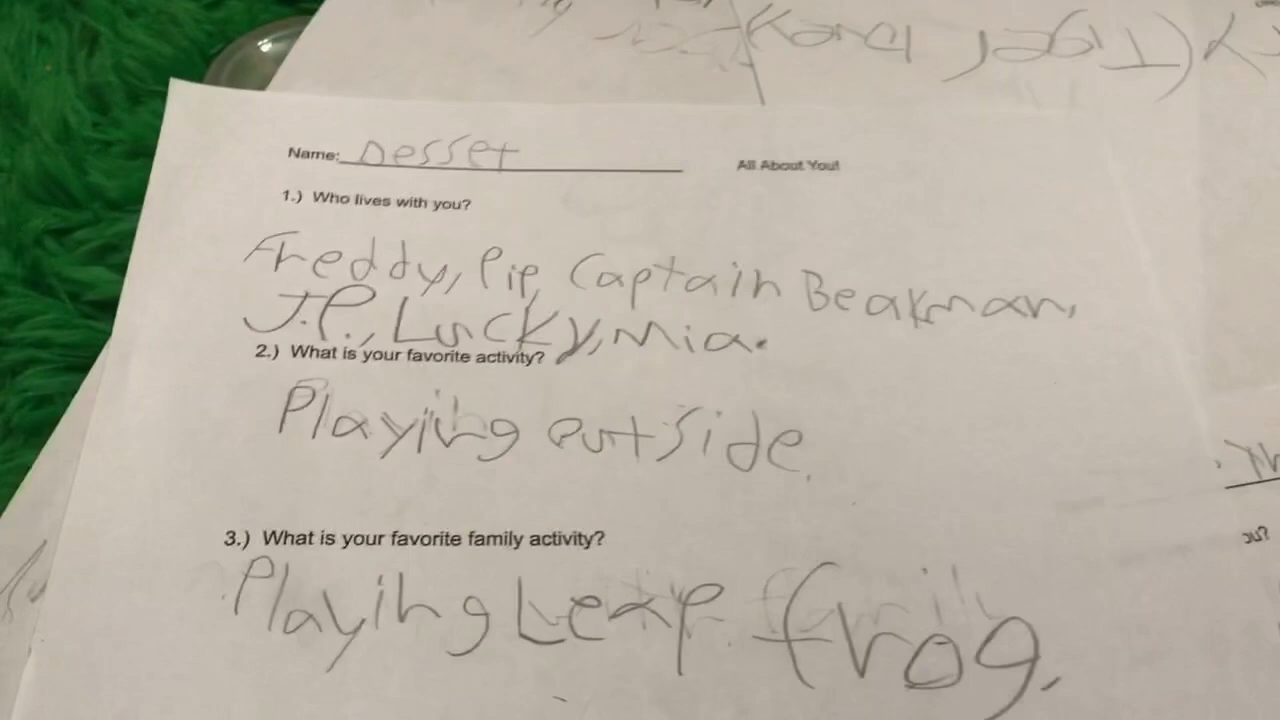 Name: Desset All About You!
1.) Who lives with you?
Freddy, Pip, Captain Beakman,
J.P., Lucky, Mia.
2.) What is your favorite activity?
Playing outside.
3.) What is your favorite family activity?
Playing Leap frog.